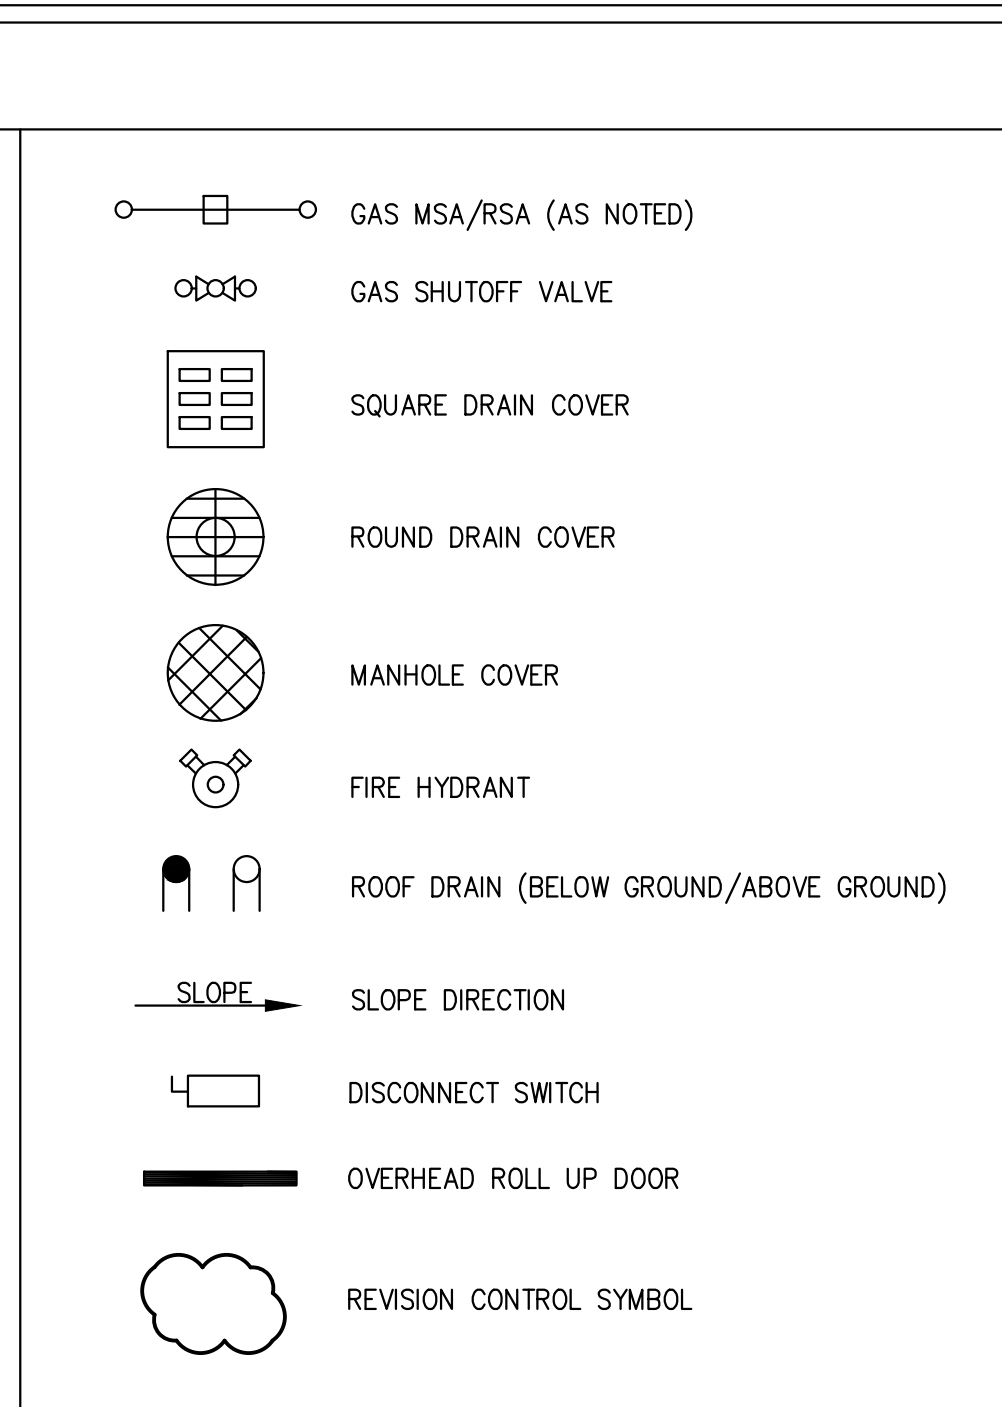 GAS MSA/RSA (AS NOTED)
GAS SHUTOFF VALVE
SQUARE DRAIN COVER
ROUND DRAIN COVER
MANHOLE COVER
FIRE HYDRANT
ROOF DRAIN (BELOW GROUND/ABOVE GROUND)
SLOPE SLOPE DIRECTION
DISCONNECT SWITCH
OVERHEAD ROLL UP DOOR
REVISION CONTROL SYMBOL